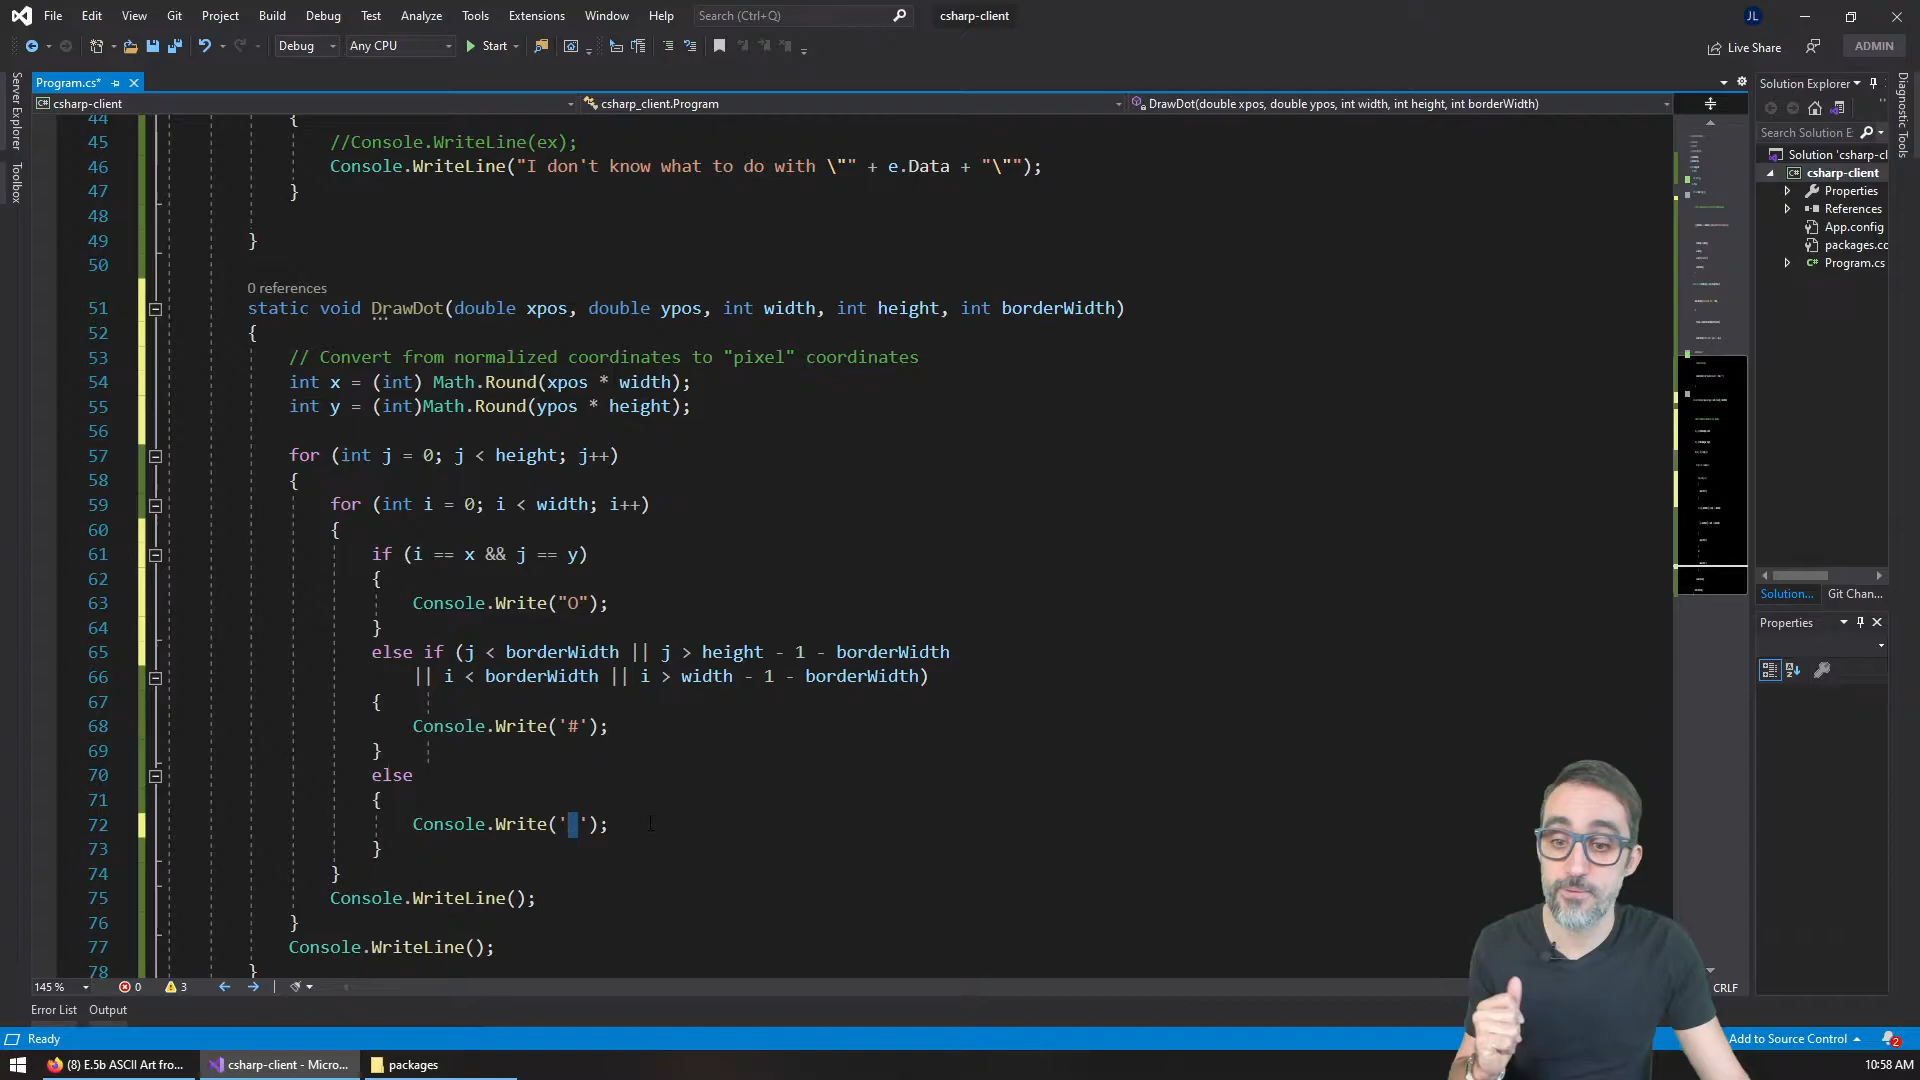 File Edit View Git Project Build Debug Test Analyze Tools Extensions Window Help Search (Ctrl+Q) csharp-client JL
Debug Any CPU Start Live Share ADMIN
Program.cs*
csharp-client csharp_client.Program DrawDot(double xpos, double ypos, int width, int height, int borderWidth)
Server Explorer
Toolbox
44 {
45 //Console.WriteLine(ex);
46 Console.WriteLine("I don't know what to do with \"" + e.Data + "\"");
47 }
48
49 }
50
0 references
51 static void DrawDot(double xpos, double ypos, int width, int height, int borderWidth)
52 {
53 // Convert from normalized coordinates to "pixel" coordinates
54 int x = (int) Math.Round(xpos * width);
55 int y = (int)Math.Round(ypos * height);
56
57 for (int j = 0; j < height; j++)
58 {
59 for (int i = 0; i < width; i++)
60 {
61 if (i == x && j == y)
62 {
63 Console.Write("O");
64 }
65 else if (j < borderWidth || j > height - 1 - borderWidth
66 || i < borderWidth || i > width - 1 - borderWidth)
67 {
68 Console.Write('#');
69 }
70 else
71 {
72 Console.Write(' ');
73 }
74 }
75 Console.WriteLine();
76 }
77 Console.WriteLine();
78 }
145 % 0 3 CRLF
Error List Output
Solution Explorer
Search Solution E
Solution 'csharp-cl
csharp-client
Properties
References
App.config
packages.co
Program.cs
Solution... Git Chan...
Properties
Diagnostic Tools
Ready Add to Source Control 2
(8) E.5b ASCII Art fro... csharp-client - Micro... packages 10:58 AM